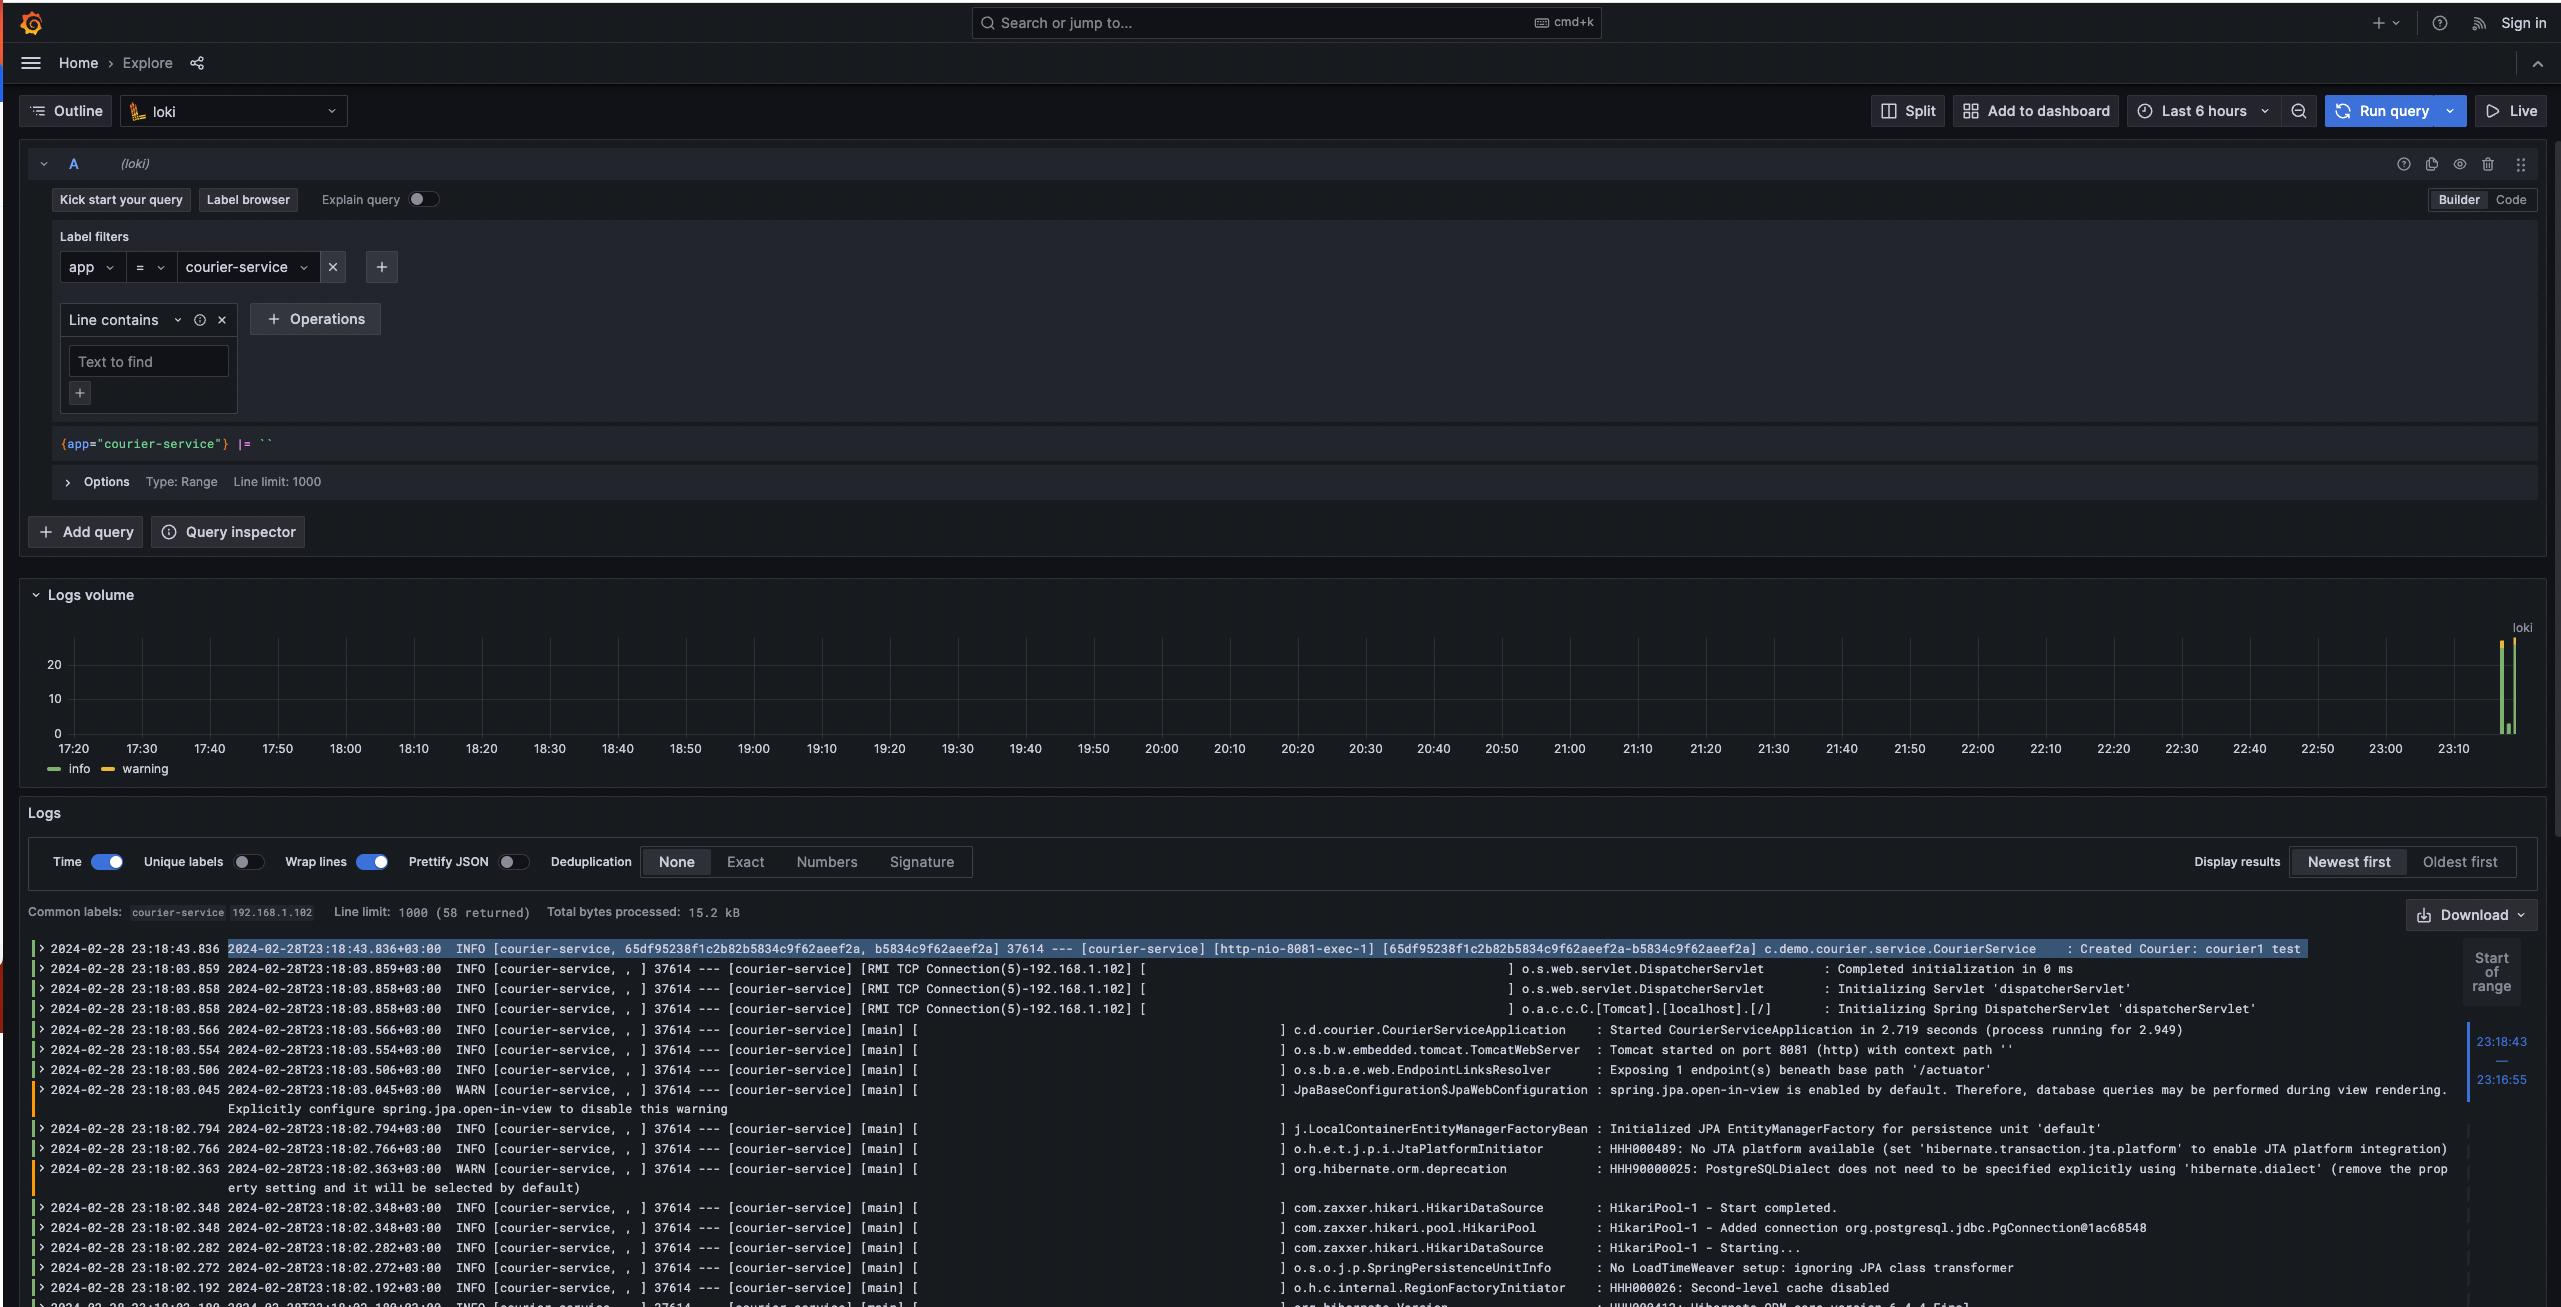 Search or jump to... cmd+k Sign in
Home › Explore
Outline loki Split Add to dashboard Last 6 hours Run query Live
A (loki)
Kick start your query Label browser Explain query Builder Code
Label filters
app = courier-service
Line contains Operations
Text to find
{app="courier-service"} |= ``
Options Type: Range Line limit: 1000
Add query Query inspector
Logs volume
loki
20
10
0
17:20 17:30 17:40 17:50 18:00 18:10 18:20 18:30 18:40 18:50 19:00 19:10 19:20 19:30 19:40 19:50 20:00 20:10 20:20 20:30 20:40 20:50 21:00 21:10 21:20 21:30 21:40 21:50 22:00 22:10 22:20 22:30 22:40 22:50 23:00 23:10
info warning
Logs
Time Unique labels Wrap lines Prettify JSON Deduplication None Exact Numbers Signature Display results Newest first Oldest first
Common labels: courier-service 192.168.1.102 Line limit: 1000 (58 returned) Total bytes processed: 15.2 kB Download
2024-02-28 23:18:43.836 2024-02-28T23:18:43.836+03:00 INFO [courier-service, 65df95238f1c2b82b5834c9f62aeef2a, b5834c9f62aeef2a] 37614 --- [courier-service] [http-nio-8081-exec-1] [65df95238f1c2b82b5834c9f62aeef2a-b5834c9f62aeef2a] c.demo.courier.service.CourierService : Created Courier: courier1 test
2024-02-28 23:18:03.859 2024-02-28T23:18:03.859+03:00 INFO [courier-service, , ] 37614 --- [courier-service] [RMI TCP Connection(5)-192.168.1.102] [ ] o.s.web.servlet.DispatcherServlet : Completed initialization in 0 ms
2024-02-28 23:18:03.858 2024-02-28T23:18:03.858+03:00 INFO [courier-service, , ] 37614 --- [courier-service] [RMI TCP Connection(5)-192.168.1.102] [ ] o.s.web.servlet.DispatcherServlet : Initializing Servlet 'dispatcherServlet'
2024-02-28 23:18:03.858 2024-02-28T23:18:03.858+03:00 INFO [courier-service, , ] 37614 --- [courier-service] [RMI TCP Connection(5)-192.168.1.102] [ ] o.a.c.c.C.[Tomcat].[localhost].[/] : Initializing Spring DispatcherServlet 'dispatcherServlet'
2024-02-28 23:18:03.566 2024-02-28T23:18:03.566+03:00 INFO [courier-service, , ] 37614 --- [courier-service] [main] [ ] c.d.courier.CourierServiceApplication : Started CourierServiceApplication in 2.719 seconds (process running for 2.949)
2024-02-28 23:18:03.554 2024-02-28T23:18:03.554+03:00 INFO [courier-service, , ] 37614 --- [courier-service] [main] [ ] o.s.b.w.embedded.tomcat.TomcatWebServer : Tomcat started on port 8081 (http) with context path ''
2024-02-28 23:18:03.506 2024-02-28T23:18:03.506+03:00 INFO [courier-service, , ] 37614 --- [courier-service] [main] [ ] o.s.b.a.e.web.EndpointLinksResolver : Exposing 1 endpoint(s) beneath base path '/actuator'
2024-02-28 23:18:03.045 2024-02-28T23:18:03.045+03:00 WARN [courier-service, , ] 37614 --- [courier-service] [main] [ ] JpaBaseConfiguration$JpaWebConfiguration : spring.jpa.open-in-view is enabled by default. Therefore, database queries may be performed during view rendering.
Explicitly configure spring.jpa.open-in-view to disable this warning
2024-02-28 23:18:02.794 2024-02-28T23:18:02.794+03:00 INFO [courier-service, , ] 37614 --- [courier-service] [main] [ ] j.LocalContainerEntityManagerFactoryBean : Initialized JPA EntityManagerFactory for persistence unit 'default'
2024-02-28 23:18:02.766 2024-02-28T23:18:02.766+03:00 INFO [courier-service, , ] 37614 --- [courier-service] [main] [ ] o.h.e.t.j.p.i.JtaPlatformInitiator : HHH000489: No JTA platform available (set 'hibernate.transaction.jta.platform' to enable JTA platform integration)
2024-02-28 23:18:02.363 2024-02-28T23:18:02.363+03:00 WARN [courier-service, , ] 37614 --- [courier-service] [main] [ ] org.hibernate.orm.deprecation : HHH90000025: PostgreSQLDialect does not need to be specified explicitly using 'hibernate.dialect' (remove the prop
erty setting and it will be selected by default)
2024-02-28 23:18:02.348 2024-02-28T23:18:02.348+03:00 INFO [courier-service, , ] 37614 --- [courier-service] [main] [ ] com.zaxxer.hikari.HikariDataSource : HikariPool-1 - Start completed.
2024-02-28 23:18:02.348 2024-02-28T23:18:02.348+03:00 INFO [courier-service, , ] 37614 --- [courier-service] [main] [ ] com.zaxxer.hikari.pool.HikariPool : HikariPool-1 - Added connection org.postgresql.jdbc.PgConnection@1ac68548
2024-02-28 23:18:02.282 2024-02-28T23:18:02.282+03:00 INFO [courier-service, , ] 37614 --- [courier-service] [main] [ ] com.zaxxer.hikari.HikariDataSource : HikariPool-1 - Starting...
2024-02-28 23:18:02.272 2024-02-28T23:18:02.272+03:00 INFO [courier-service, , ] 37614 --- [courier-service] [main] [ ] o.s.o.j.p.SpringPersistenceUnitInfo : No LoadTimeWeaver setup: ignoring JPA class transformer
2024-02-28 23:18:02.192 2024-02-28T23:18:02.192+03:00 INFO [courier-service, , ] 37614 --- [courier-service] [main] [ ] o.h.c.internal.RegionFactoryInitiator : HHH000026: Second-level cache disabled
Start
of
range
23:18:43
—
23:16:55